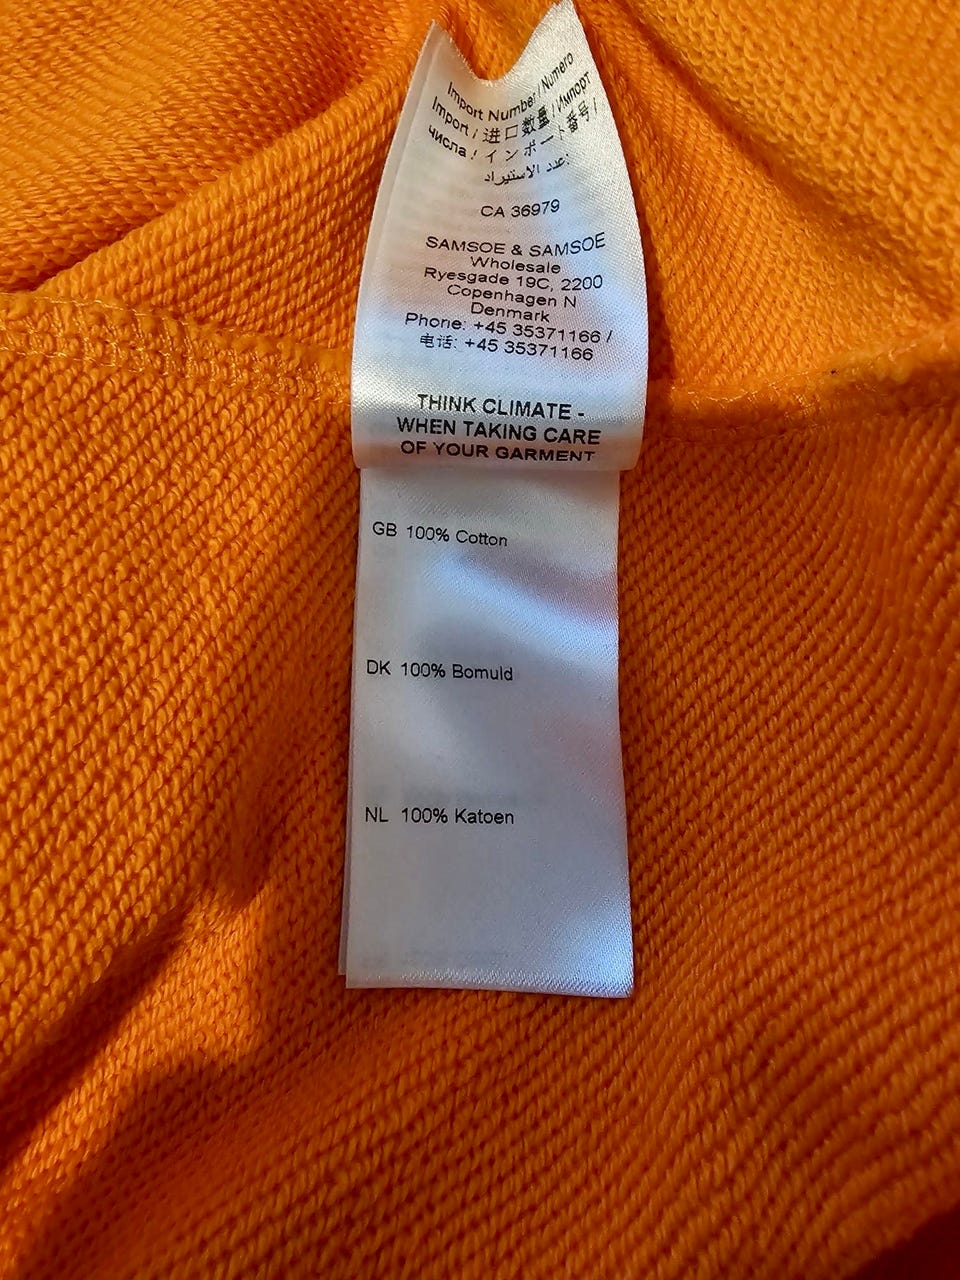 Import Number / Numero
Import / 进口数量 / Импорт
числа / インポート番号 /
عدد الاستيراد:
CA 36979
SAMSOE & SAMSOE
Wholesale
Ryesgade 19C, 2200
Copenhagen N
Denmark
Phone: +45 35371166 /
电话: +45 35371166
THINK CLIMATE -
WHEN TAKING CARE
OF YOUR GARMENT
GB 100% Cotton
DK 100% Bomuld
NL 100% Katoen